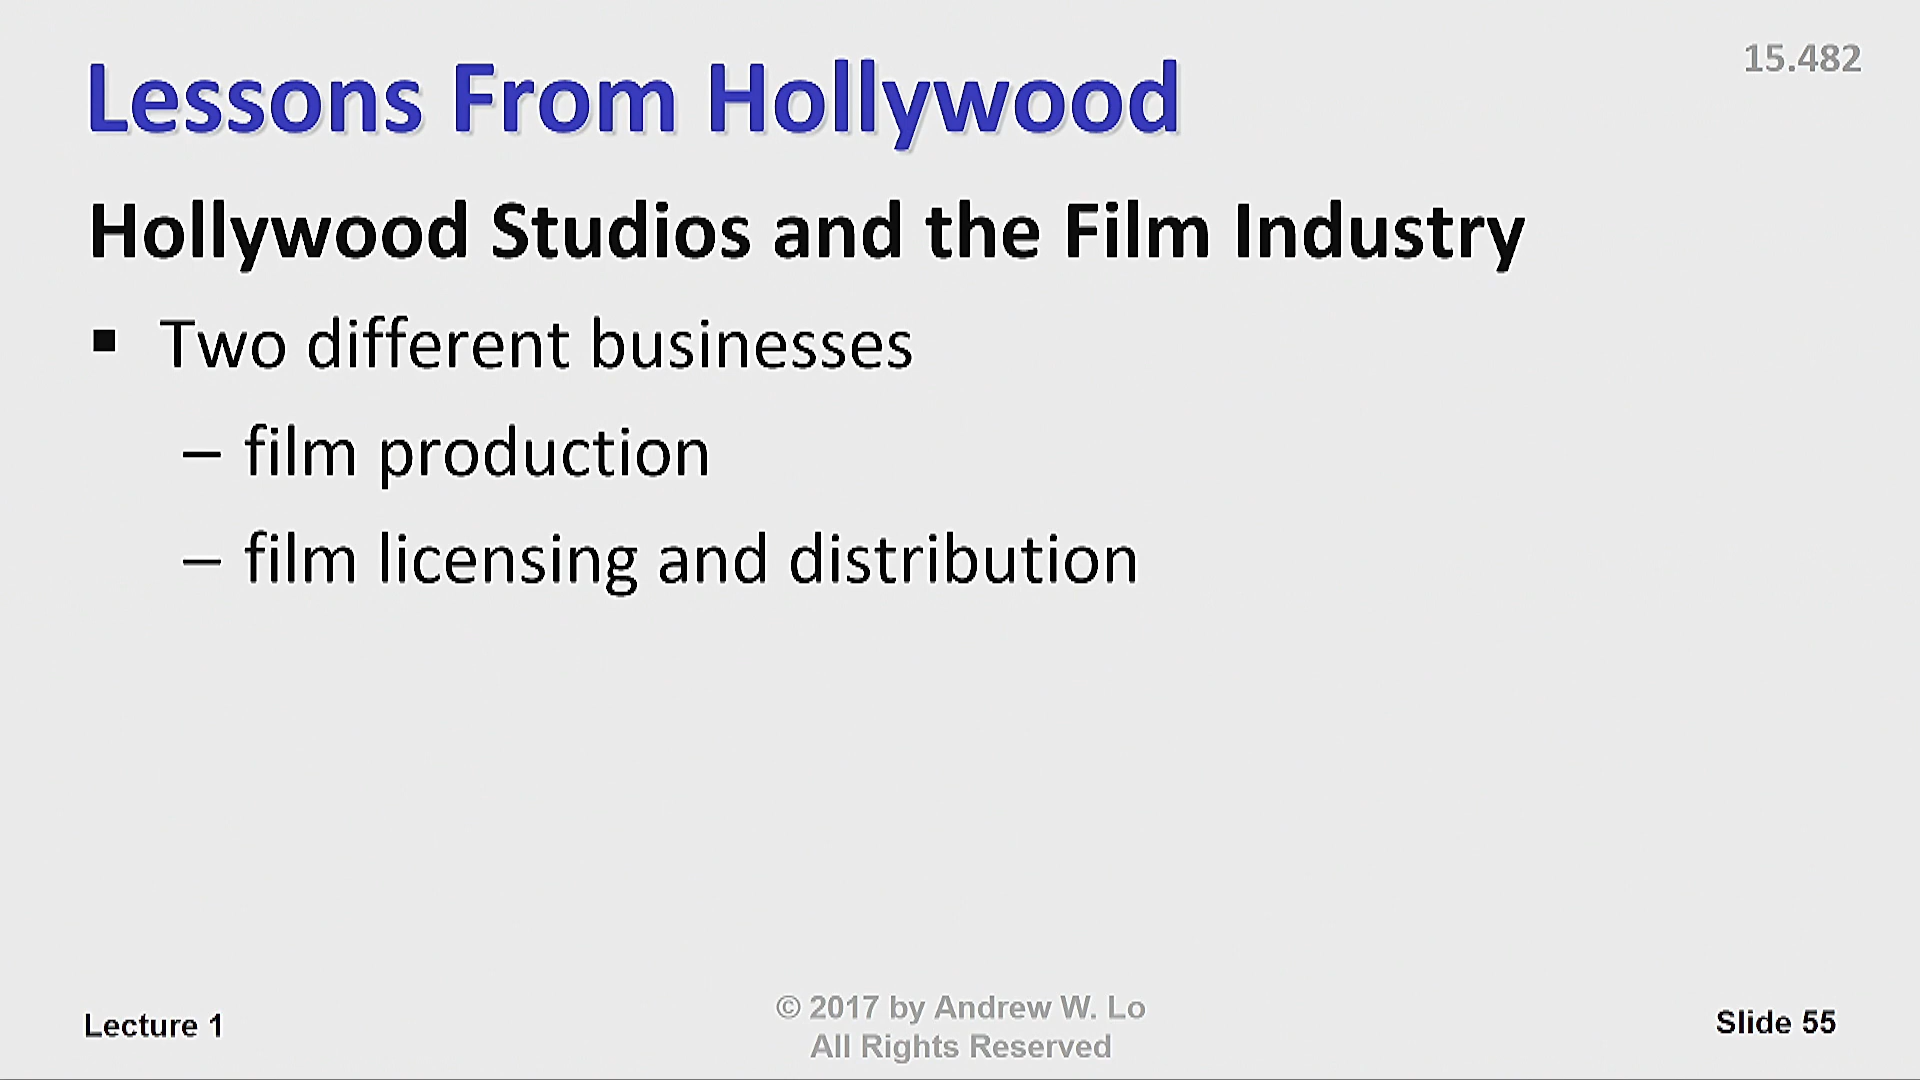 15.482
Lessons From Hollywood
Hollywood Studios and the Film Industry
▪ Two different businesses
– film production
– film licensing and distribution
Lecture 1
© 2017 by Andrew W. Lo
All Rights Reserved
Slide 55